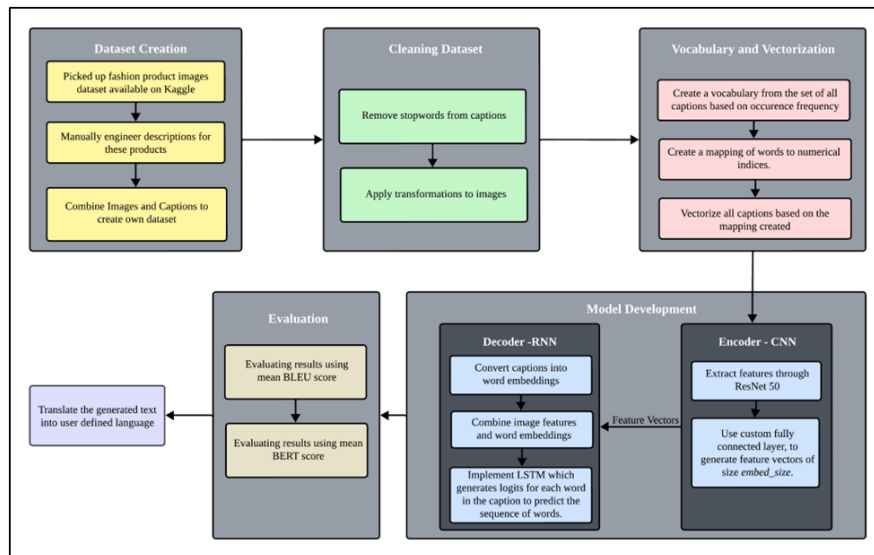 Dataset Creation
Picked up fashion product images
dataset available on Kaggle
Manually engineer descriptions for
these products
Combine Images and Captions to
create own dataset
Cleaning Dataset
Remove stopwords from captions
Apply transformations to images
Vocabulary and Vectorization
Create a vocabulary from the set of all
captions based on occurence frequency
Create a mapping of words to numerical
indices.
Vectorize all captions based on the
mapping created
Model Development
Encoder - CNN
Extract features through
ResNet 50
Use custom fully
connected layer, to
generate feature vectors of
size embed_size.
Feature Vectors
Decoder -RNN
Convert captions into
word embeddings
Combine image features
and word embeddings
Implement LSTM which
generates logits for each word
in the caption to predict the
sequence of words.
Evaluation
Evaluating results using
mean BLEU score
Evaluating results using mean
BERT score
Translate the generated text
into user defined language